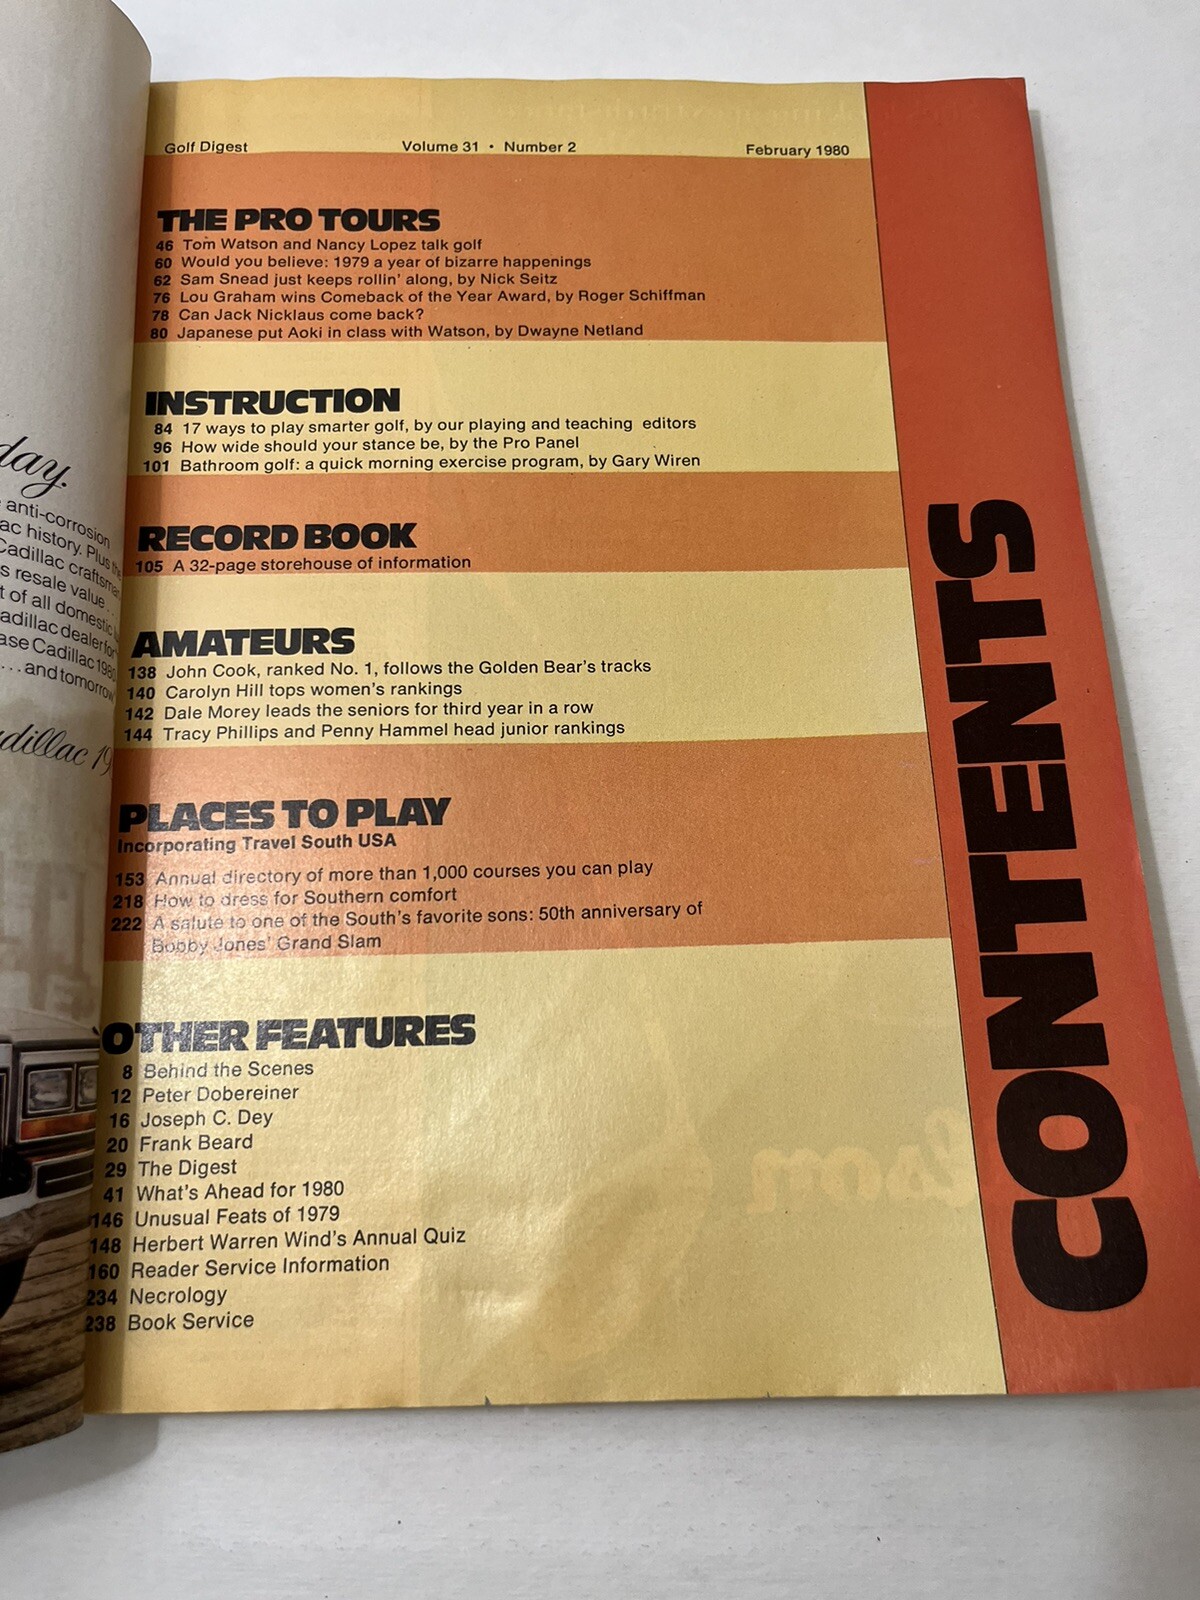 day.
anti-corrosion
ac history. Plus the
Cadillac craftsman
s resale value...
t of all domestic
adillac dealer for
ase Cadillac 1980
...and tomorrow
adillac 19
Golf Digest Volume 31 • Number 2 February 1980
THE PRO TOURS
46 Tom Watson and Nancy Lopez talk golf
60 Would you believe: 1979 a year of bizarre happenings
62 Sam Snead just keeps rollin' along, by Nick Seitz
76 Lou Graham wins Comeback of the Year Award, by Roger Schiffman
78 Can Jack Nicklaus come back?
80 Japanese put Aoki in class with Watson, by Dwayne Netland
INSTRUCTION
84 17 ways to play smarter golf, by our playing and teaching editors
96 How wide should your stance be, by the Pro Panel
101 Bathroom golf: a quick morning exercise program, by Gary Wiren
RECORD BOOK
105 A 32-page storehouse of information
AMATEURS
138 John Cook, ranked No. 1, follows the Golden Bear's tracks
140 Carolyn Hill tops women's rankings
142 Dale Morey leads the seniors for third year in a row
144 Tracy Phillips and Penny Hammel head junior rankings
PLACES TO PLAY
Incorporating Travel South USA
153 Annual directory of more than 1,000 courses you can play
218 How to dress for Southern comfort
222 A salute to one of the South's favorite sons: 50th anniversary of
Bobby Jones' Grand Slam
OTHER FEATURES
8 Behind the Scenes
12 Peter Dobereiner
16 Joseph C. Dey
20 Frank Beard
29 The Digest
41 What's Ahead for 1980
146 Unusual Feats of 1979
148 Herbert Warren Wind's Annual Quiz
160 Reader Service Information
234 Necrology
238 Book Service
CONTENTS